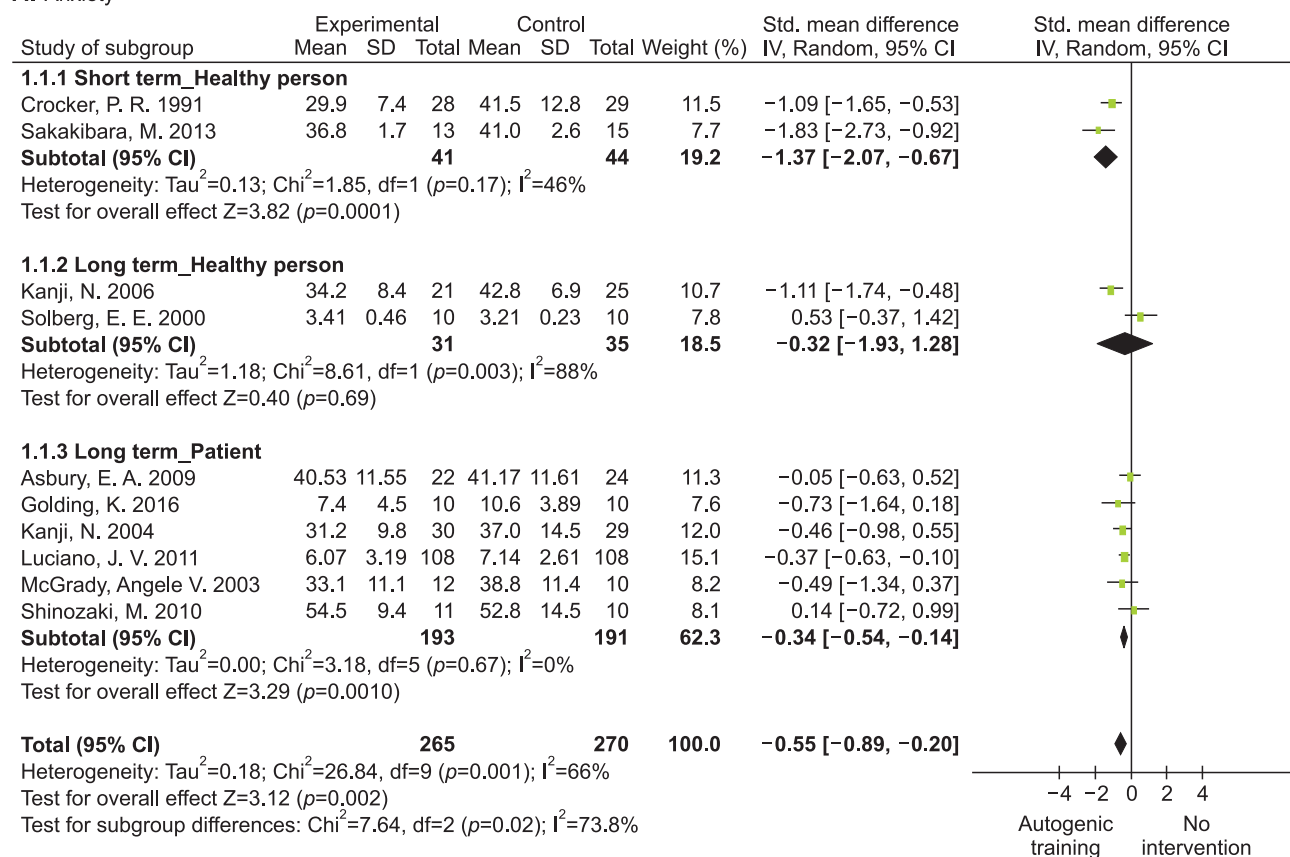 A. Anxiety
Experimental Control Std. mean difference Std. mean difference
Study of subgroup Mean SD Total Mean SD Total Weight (%) IV, Random, 95% CI IV, Random, 95% CI
1.1.1 Short term_Healthy person
Crocker, P. R. 1991 29.9 7.4 28 41.5 12.8 29 11.5 −1.09 [−1.65, −0.53]
Sakakibara, M. 2013 36.8 1.7 13 41.0 2.6 15 7.7 −1.83 [−2.73, −0.92]
Subtotal (95% CI) 41 44 19.2 −1.37 [−2.07, −0.67]
Heterogeneity: Tau²=0.13; Chi²=1.85, df=1 (p=0.17); I²=46%
Test for overall effect Z=3.82 (p=0.0001)
1.1.2 Long term_Healthy person
Kanji, N. 2006 34.2 8.4 21 42.8 6.9 25 10.7 −1.11 [−1.74, −0.48]
Solberg, E. E. 2000 3.41 0.46 10 3.21 0.23 10 7.8 0.53 [−0.37, 1.42]
Subtotal (95% CI) 31 35 18.5 −0.32 [−1.93, 1.28]
Heterogeneity: Tau²=1.18; Chi²=8.61, df=1 (p=0.003); I²=88%
Test for overall effect Z=0.40 (p=0.69)
1.1.3 Long term_Patient
Asbury, E. A. 2009 40.53 11.55 22 41.17 11.61 24 11.3 −0.05 [−0.63, 0.52]
Golding, K. 2016 7.4 4.5 10 10.6 3.89 10 7.6 −0.73 [−1.64, 0.18]
Kanji, N. 2004 31.2 9.8 30 37.0 14.5 29 12.0 −0.46 [−0.98, 0.55]
Luciano, J. V. 2011 6.07 3.19 108 7.14 2.61 108 15.1 −0.37 [−0.63, −0.10]
McGrady, Angele V. 2003 33.1 11.1 12 38.8 11.4 10 8.2 −0.49 [−1.34, 0.37]
Shinozaki, M. 2010 54.5 9.4 11 52.8 14.5 10 8.1 0.14 [−0.72, 0.99]
Subtotal (95% CI) 193 191 62.3 −0.34 [−0.54, −0.14]
Heterogeneity: Tau²=0.00; Chi²=3.18, df=5 (p=0.67); I²=0%
Test for overall effect Z=3.29 (p=0.0010)
Total (95% CI) 265 270 100.0 −0.55 [−0.89, −0.20]
Heterogeneity: Tau²=0.18; Chi²=26.84, df=9 (p=0.001); I²=66%
Test for overall effect Z=3.12 (p=0.002)
Test for subgroup differences: Chi²=7.64, df=2 (p=0.02); I²=73.8%
−4 −2 0 2 4
Autogenic No
training intervention